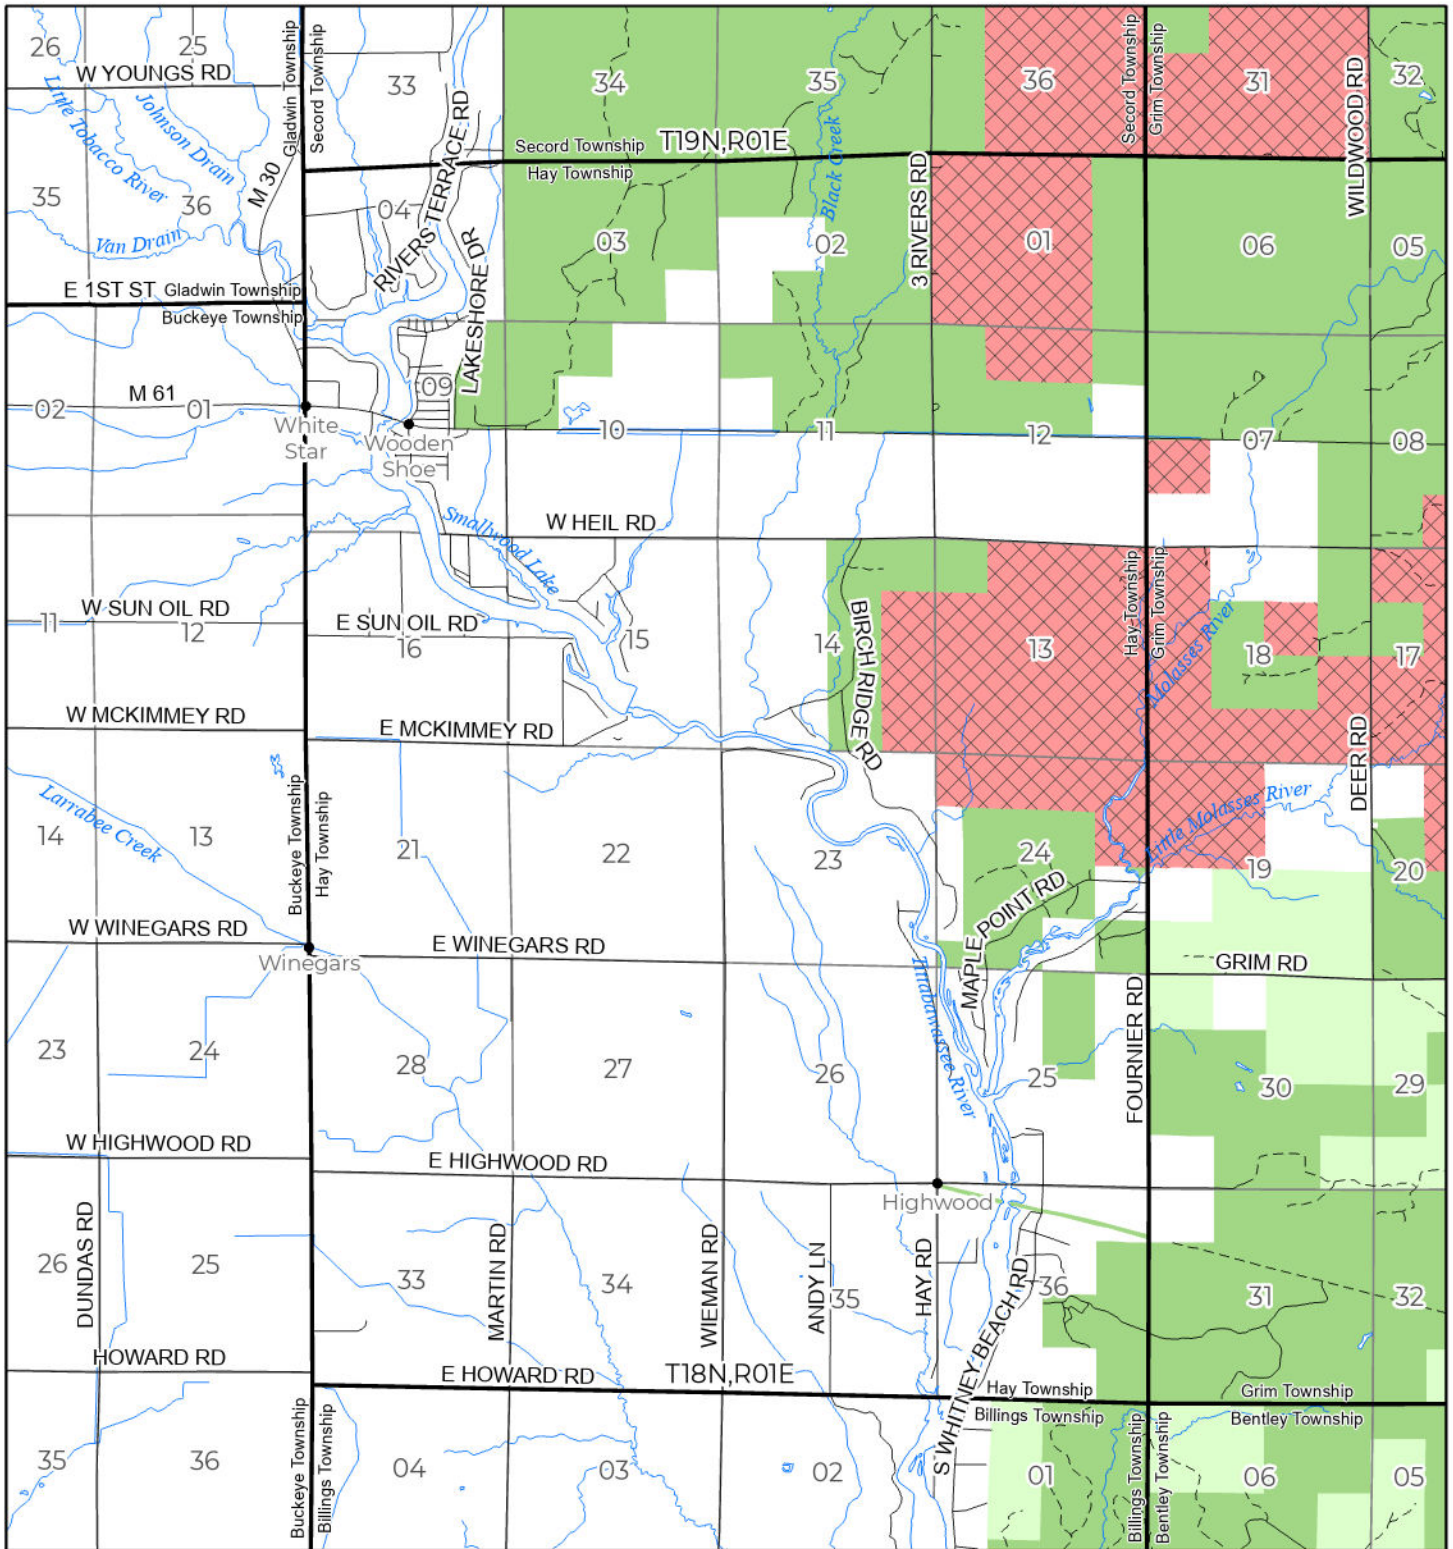 26
25
33
34
35
36
31
32
W YOUNGS RD
Little Tobacco River
Johnson Drain
M 30
Gladwin Township
Second Township
RIVERS TERRACE RD
Secord Township
T19N,R01E
Hay Township
Black Creek
3 RIVERS RD
Secord Township
Grim Township
WILDWOOD RD
35
36
Van Drain
04
03
02
01
06
05
E 1ST ST
Gladwin Township
Buckeye Township
LAKESHORE DR
M 61
02
01
09
10
11
12
07
08
White
Star
Wooden
Shoe
Smallwood Lake
W HEIL RD
Hay Township
Grim Township
Molasses River
W SUN OIL RD
E SUN OIL RD
11
12
16
15
14
13
18
17
BIRCH RIDGE RD
W MCKIMMEY RD
E MCKIMMEY RD
DEER RD
Larrabee Creek
Buckeye Township
Hay Township
Little Molasses River
14
13
21
22
23
24
19
20
MAPLE POINT RD
W WINEGARS RD
E WINEGARS RD
Winegars
GRIM RD
Tittabawassee River
FOURNIER RD
23
24
28
27
26
25
30
29
W HIGHWOOD RD
E HIGHWOOD RD
Highwood
DUNDAS RD
MARTIN RD
WIEMAN RD
ANDY LN
HAY RD
S WHITNEY BEACH RD
26
25
33
34
35
36
31
32
HOWARD RD
E HOWARD RD
T18N,R01E
Hay Township
Billings Township
Grim Township
Bentley Township
Buckeye Township
Billings Township
Billings Township
Bentley Township
35
36
04
03
02
01
06
05